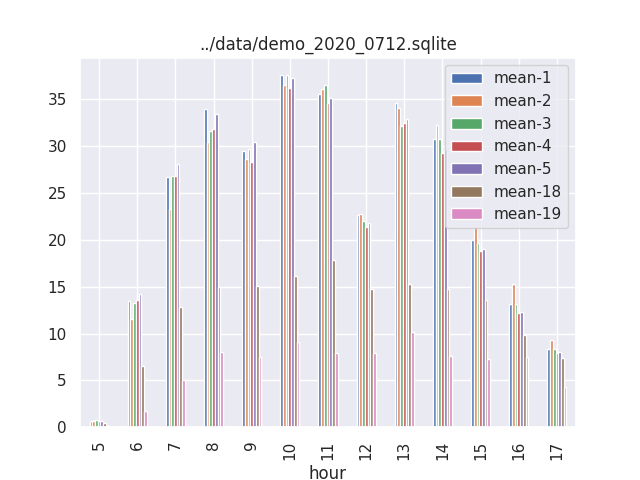 ../data/demo_2020_0712.sqlite
mean-1
mean-2
mean-3
mean-4
mean-5
mean-18
mean-19
35
30
25
20
15
10
5
0
5 6 7 8 9 10 11 12 13 14 15 16 17
hour